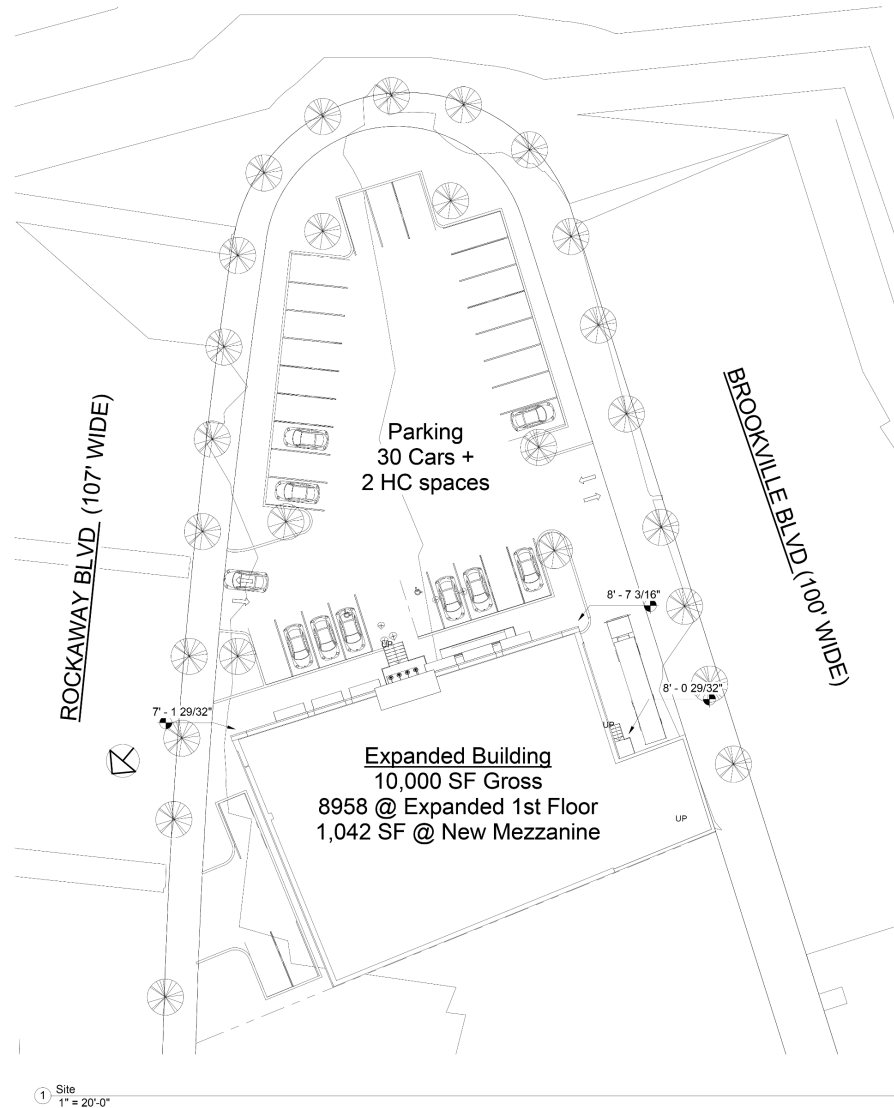 Parking
30 Cars +
2 HC spaces
ROCKAWAY BLVD (107' WIDE)
BROOKVILLE BLVD (100' WIDE)
8' - 7 3/16"
UP
8' - 0 29/32"
7' - 1 29/32"
UP
Expanded Building
10,000 SF Gross
8958 @ Expanded 1st Floor
1,042 SF @ New Mezzanine
UP
1
Site
1" = 20'-0"